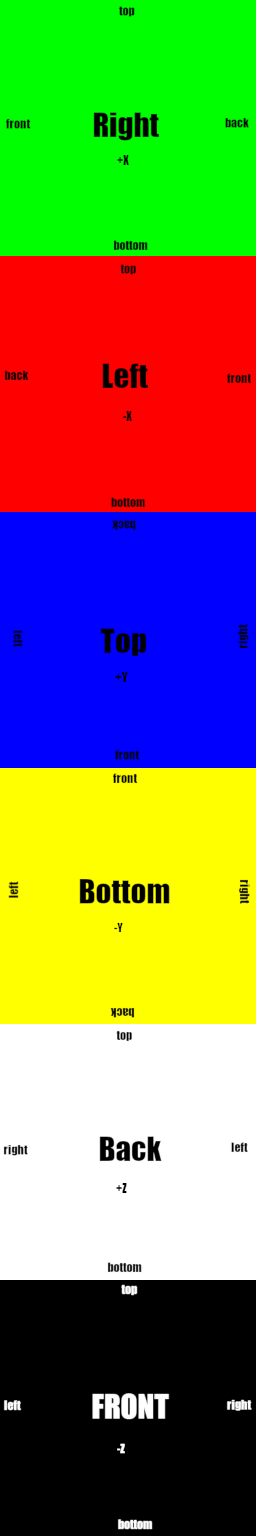 top
front Right back
+X
bottom
top
back Left front
-X
bottom
back
left Top right
+Y
front
front
left Bottom right
-Y
back
top
right Back left
+Z
bottom
top
left FRONT right
-Z
bottom